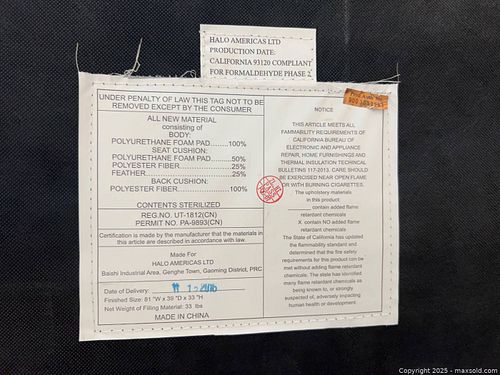 HALO AMERICAS LTD
PRODUCTION DATE:
CALIFORNIA 93120 COMPLIANT
FOR FORMALDEHYDE PHASE 2
UNDER PENALTY OF LAW THIS TAG NOT TO BE
REMOVED EXCEPT BY THE CONSUMER
ALL NEW MATERIAL
consisting of
BODY:
POLYURETHANE FOAM PAD..........100%
SEAT CUSHION:
POLYURETHANE FOAM PAD..........50%
POLYESTER FIBER........................25%
FEATHER......................................25%
BACK CUSHION:
POLYESTER FIBER........................100%
CONTENTS STERILIZED
REG.NO. UT-1812(CN)
PERMIT NO. PA-9893(CN)
Certification is made by the manufacturer that the materials in
this article are described in accordance with law.
Made For
HALO AMERICAS LTD
Baishi Industrial Area, Genghe Town, Gaoming District, PRC
Date of Delivery:
Finished Size: 81 "W x 39 "D x 33 "H
Net Weight of Filling Material: 33 lbs
MADE IN CHINA
NOTICE
THIS ARTICLE MEETS ALL
FAMMABILITY REQUIREMENTS OF
CALIFORNIA BUREAU OF
ELECTRONIC AND APPLIANCE
REPAIR, HOME FURNISHINGS AND
THERMAL INSULATION TECHNICAL
BULLETINS 117-2013. CARE SHOULD
BE EXERCISED NEAR OPEN FLAME
OR WITH BURNING CIGARETTES.
The upholstery materials
in this product:
contain added flame
retardant chemicals
X contain NO added flame
retardant chemicals
The State of California has updated
the flammability standard and
determined that the fire safety
requirements for this product can be
met without adding flame retardant
chemicals. The state has identified
many flame retardant chemicals as
being known to, or strongly
suspected of, adversely impacting
human health or development.
Copyright 2025 - maxsold.com